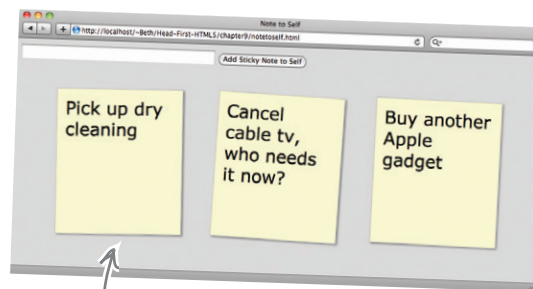 Note to Self
http://localhost/~Beth/Head-First-HTML5/chapter9/notetoself.html
Add Sticky Note to Self
Pick up dry
cleaning
Cancel
cable tv,
who needs
it now?
Buy another
Apple
gadget